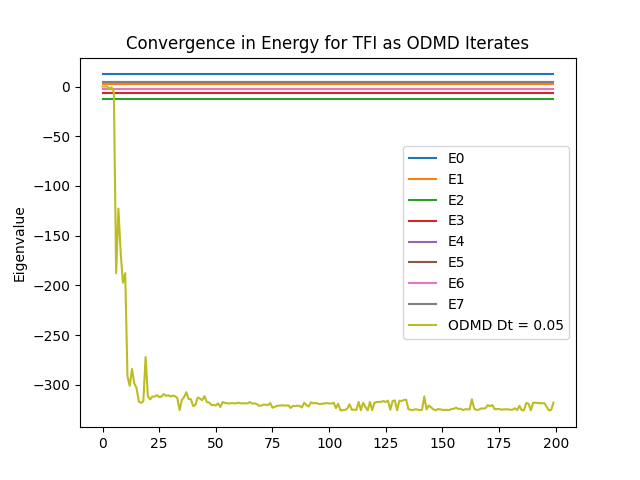 Convergence in Energy for TFI as ODMD Iterates
Eigenvalue
0
−50
−100
−150
−200
−250
−300
E0
E1
E2
E3
E4
E5
E6
E7
ODMD Dt = 0.05
0 25 50 75 100 125 150 175 200